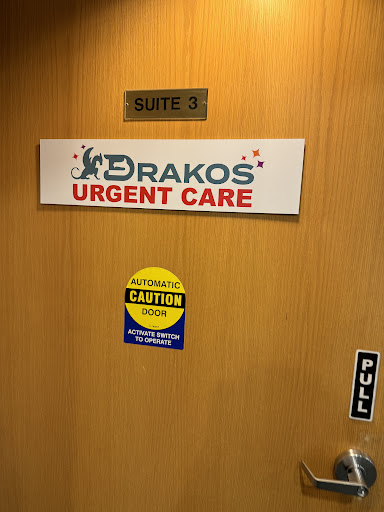 SUITE 3
DRAKOS
URGENT CARE
AUTOMATIC
CAUTION
DOOR
ACTIVATE SWITCH
TO OPERATE
PULL